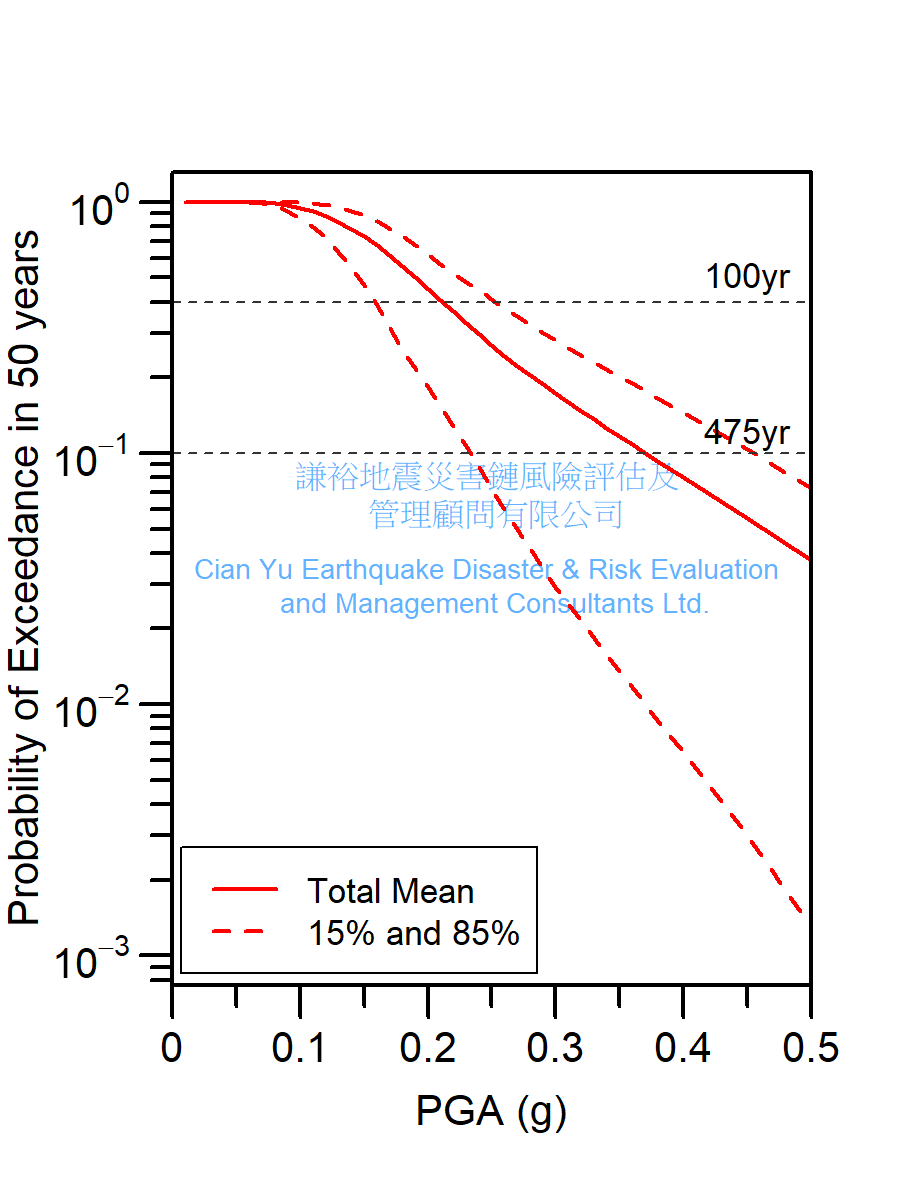 Probability of Exceedance in 50 years
10⁰
10⁻¹
10⁻²
10⁻³
100yr
475yr
謙裕地震災害鏈風險評估及
管理顧問有限公司
Cian Yu Earthquake Disaster & Risk Evaluation
and Management Consultants Ltd.
Total Mean
15% and 85%
0 0.1 0.2 0.3 0.4 0.5
PGA (g)